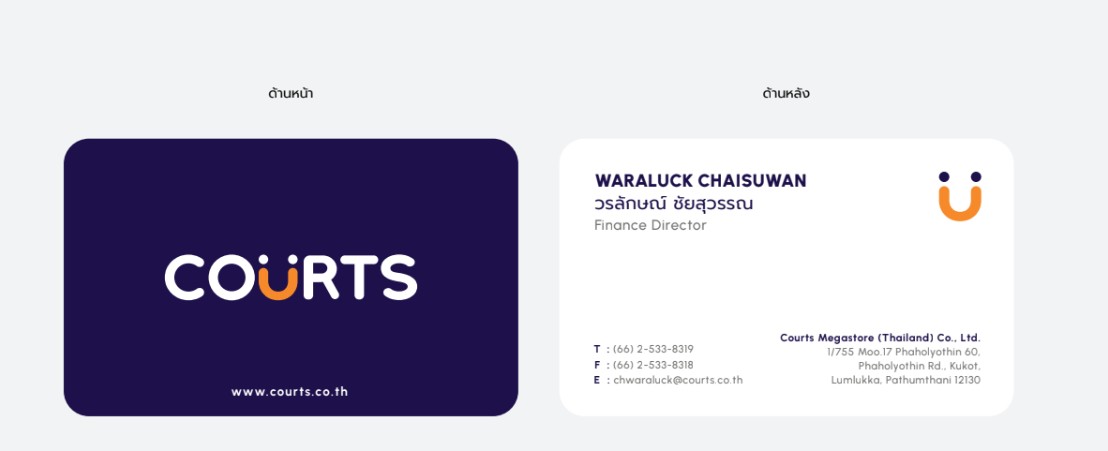 ด้านหน้า
ด้านหลัง
COÜRTS
www.courts.co.th
WARALUCK CHAISUWAN
วรลักษณ์ ชัยสุวรรณ
Finance Director
T : (66) 2-533-8319
F : (66) 2-533-8318
E : chwaraluck@courts.co.th
Courts Megastore (Thailand) Co., Ltd.
1/755 Moo.17 Phaholyothin 60,
Phaholyothin Rd., Kukot,
Lumlukka, Pathumthani 12130